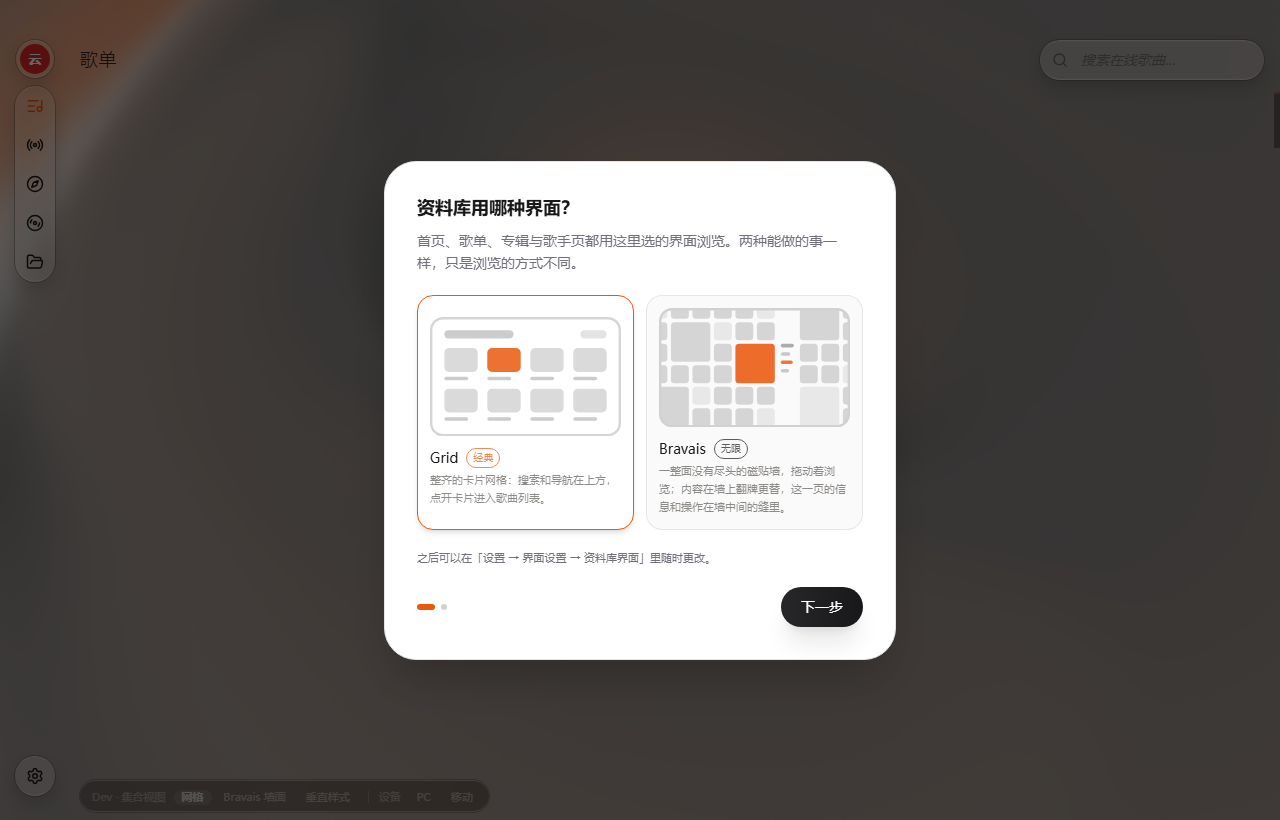 云
歌单
搜索在线歌曲...
资料库用哪种界面？
首页、歌单、专辑与歌手页都用这里选的界面浏览。两种能做的事一
样，只是浏览的方式不同。
Grid 经典
整齐的卡片网格：搜索和导航在上方，
点开卡片进入歌曲列表。
Bravais 无限
一整面没有尽头的磁贴墙，拖动着浏
览；内容在墙上翻牌更替，这一页的信
息和操作在墙中间的缝里。
之后可以在「设置 → 界面设置 → 资料库界面」里随时更改。
下一步
Dev · 集合视图 网格 Bravais 墙面 垂直样式 设备 PC 移动